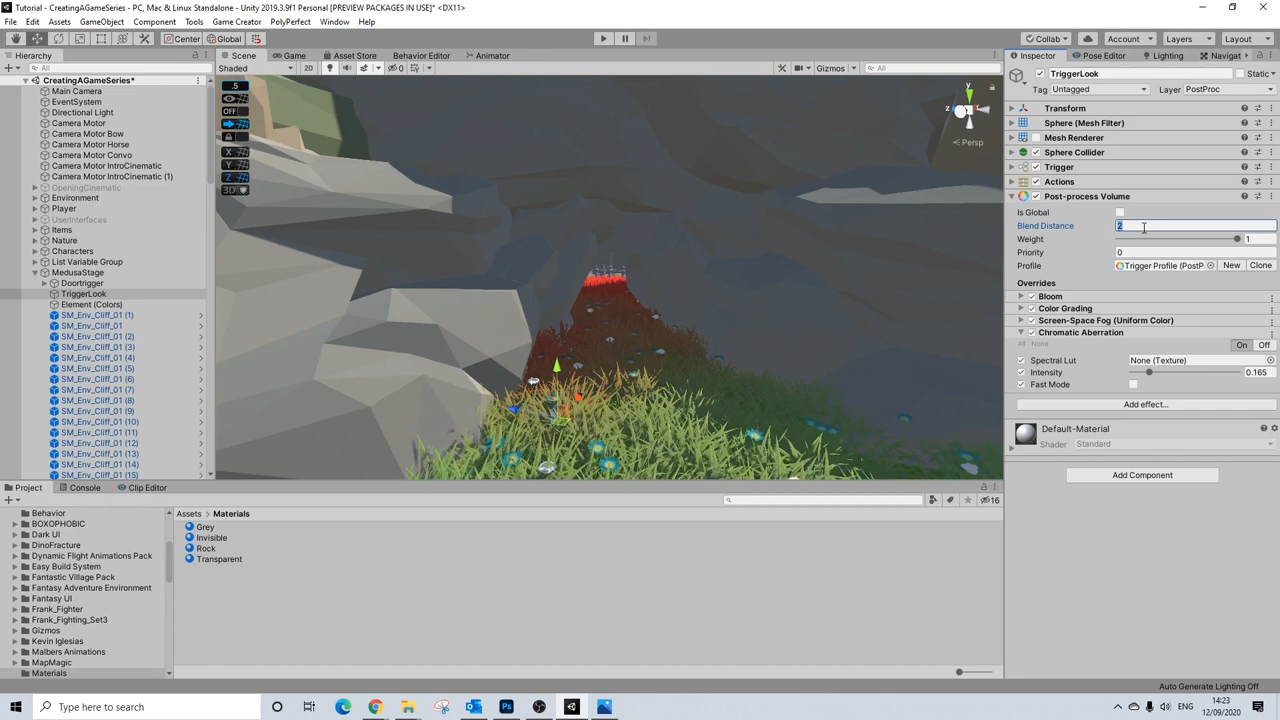 Tutorial - CreatingAGameSeries - PC, Mac & Linux Standalone - Unity 2019.3.9f1 Personal [PREVIEW PACKAGES IN USE]* <DX11>
File Edit Assets GameObject Component Tools Game Creator PolyPerfect Window Help
Center Global Collab Account Layers Layout
Hierarchy
All
CreatingAGameSeries*
Main Camera
EventSystem
Directional Light
Camera Motor
Camera Motor Bow
Camera Motor Horse
Camera Motor Convo
Camera Motor IntroCinematic
Camera Motor IntroCinematic (1)
OpeningCinematic
Environment
Player
UserInterfaces
Items
Nature
Characters
List Variable Group
MedusaStage
Doortrigger
TriggerLook
Element (Colors)
SM_Env_Cliff_01 (1)
SM_Env_Cliff_01
SM_Env_Cliff_01 (2)
SM_Env_Cliff_01 (3)
SM_Env_Cliff_01 (4)
SM_Env_Cliff_01 (5)
SM_Env_Cliff_01 (6)
SM_Env_Cliff_01 (7)
SM_Env_Cliff_01 (8)
SM_Env_Cliff_01 (9)
SM_Env_Cliff_01 (10)
SM_Env_Cliff_01 (11)
SM_Env_Cliff_01 (12)
SM_Env_Cliff_01 (13)
SM_Env_Cliff_01 (14)
SM_Env_Cliff_01 (15)
Scene Game Asset Store Behavior Editor Animator
Shaded 2D 0 Gizmos All
.5
OFF
X
Y
Z
3D
y
z
x
Persp
Inspector Pose Editor Lighting Navigat
TriggerLook Static
Tag Untagged Layer PostProc
Transform
Sphere (Mesh Filter)
Mesh Renderer
Sphere Collider
Trigger
Actions
Post-process Volume
Is Global
Blend Distance
Weight 1
Priority 0
Profile Trigger Profile (PostP New Clone
Overrides
Bloom
Color Grading
Screen-Space Fog (Uniform Color)
Chromatic Aberration
All None On Off
Spectral Lut None (Texture)
Intensity 0.165
Fast Mode
Add effect...
Default-Material
Shader Standard
Add Component
Project Console Clip Editor
16
Behavior
BOXOPHOBIC
Dark UI
DinoFracture
Dynamic Flight Animations Pack
Easy Build System
Fantastic Village Pack
Fantasy Adventure Environment
Fantasy UI
Frank_Fighter
Frank_Fighting_Set3
Gizmos
Kevin Iglesias
Malbers Animations
MapMagic
Materials
Assets > Materials
Grey
Invisible
Rock
Transparent
Auto Generate Lighting Off
Type here to search
14:23
12/09/2020